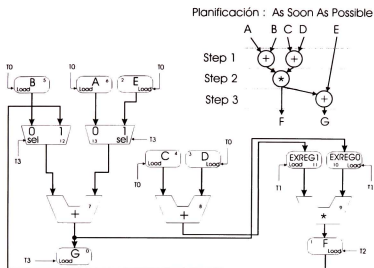 Planificación : As Soon As Possible
A B C D E
Step 1 + +
Step 2 *
Step 3 +
F G
T0 T0 T0
B 5 Load
A 6 Load
2 E Load
0 1 sel 12
0 1 13 sel
T3 T3
T0
C 4 Load
3 D Load
T0 T0
EXREG1 Load 11
EXREG0 10 Load
T1 T1
+ 7
+ 8
* 9
G 0 Load
T3
1 F Load
T2